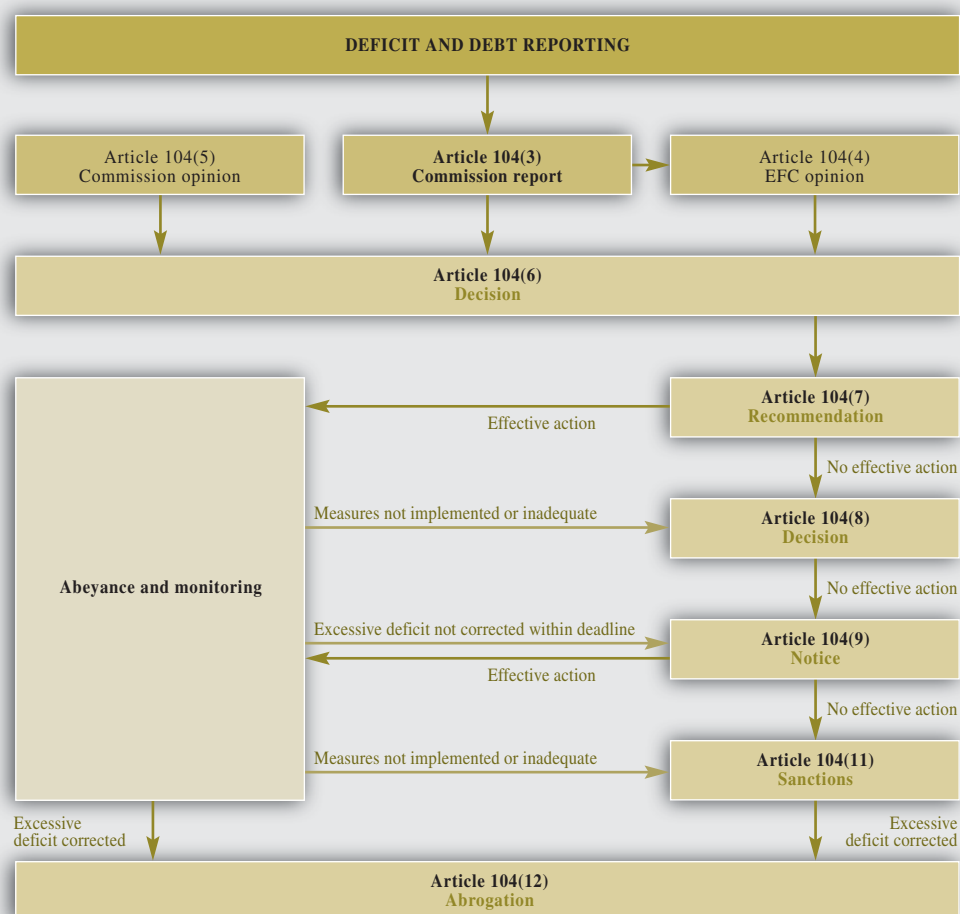 DEFICIT AND DEBT REPORTING
Article 104(5)
Commission opinion
Article 104(3)
Commission report
Article 104(4)
EFC opinion
Article 104(6)
Decision
Article 104(7)
Recommendation
Effective action
No effective action
Measures not implemented or inadequate
Article 104(8)
Decision
Abeyance and monitoring
No effective action
Excessive deficit not corrected within deadline
Article 104(9)
Notice
Effective action
No effective action
Measures not implemented or inadequate
Article 104(11)
Sanctions
Excessive
deficit corrected
Excessive
deficit corrected
Article 104(12)
Abrogation